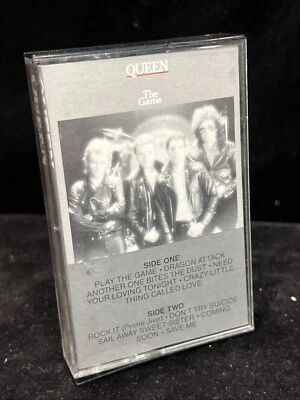 QUEEN
The
Game
SIDE ONE
PLAY THE GAME • DRAGON ATTACK
ANOTHER ONE BITES THE DUST • NEED
YOUR LOVING TONIGHT • CRAZY LITTLE
THING CALLED LOVE
SIDE TWO
ROCK IT (Prime Jive) • DON'T TRY SUICIDE
SAIL AWAY SWEET SISTER • COMING
SOON • SAVE ME